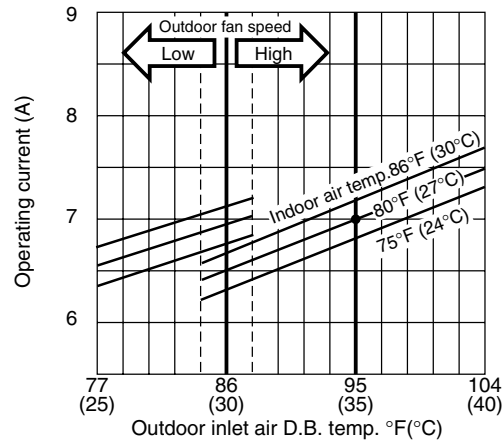 Outdoor fan speed
Low
High
Operating current (A)
9
8
7
6
Indoor air temp.86°F (30°C)
80°F (27°C)
75°F (24°C)
77
(25)
86
(30)
95
(35)
104
(40)
Outdoor inlet air D.B. temp. °F(°C)